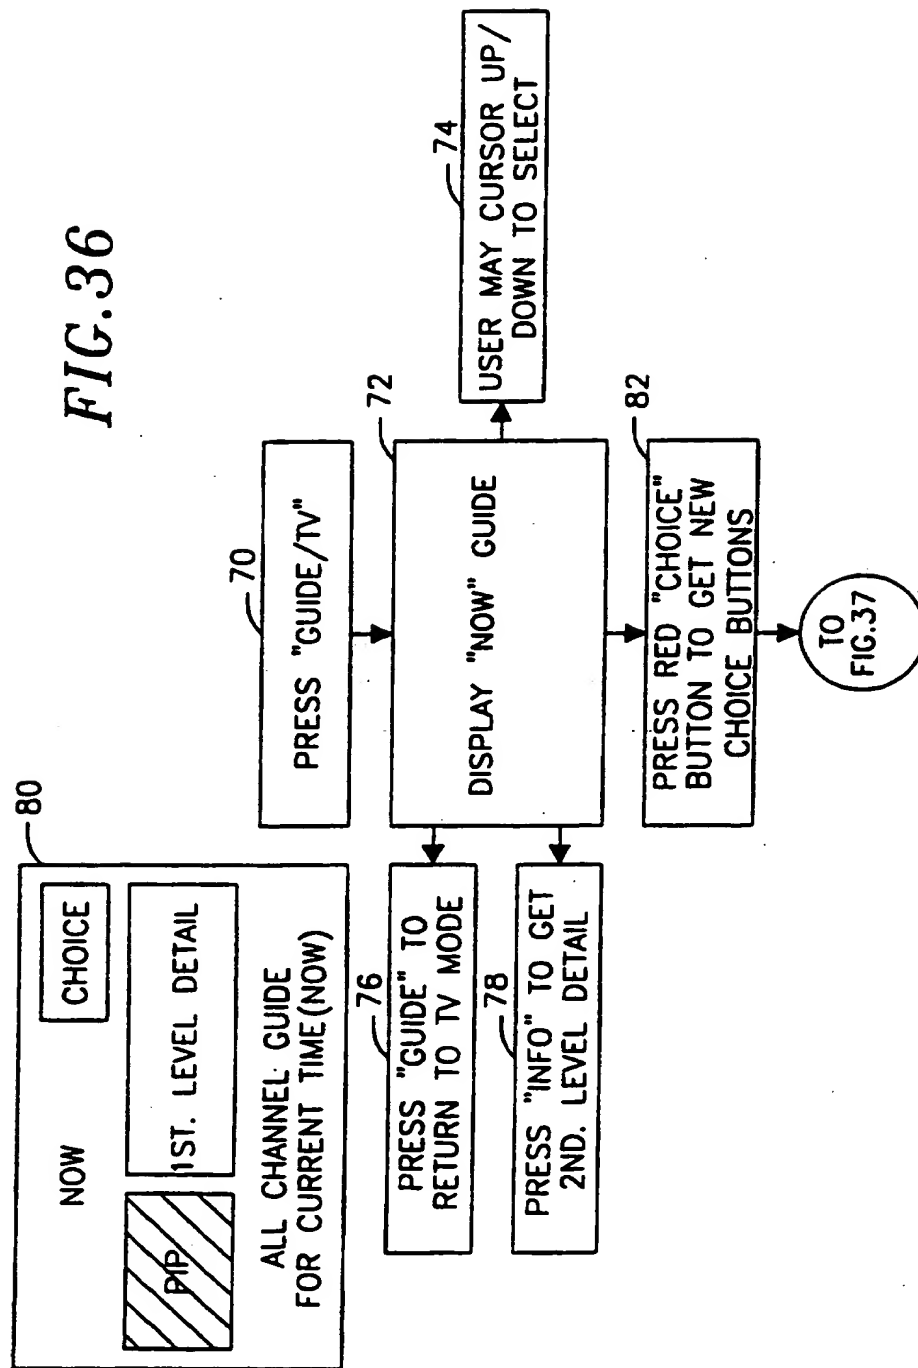 FIG.36
80
NOW
CHOICE
PIP
1ST. LEVEL DETAIL
ALL CHANNEL GUIDE
FOR CURRENT TIME(NOW)
70
PRESS "GUIDE/TV"
72
DISPLAY "NOW" GUIDE
74
USER MAY CURSOR UP/
DOWN TO SELECT
76
PRESS "GUIDE" TO
RETURN TO TV MODE
78
PRESS "INFO" TO GET
2ND. LEVEL DETAIL
82
PRESS RED "CHOICE"
BUTTON TO GET NEW
CHOICE BUTTONS
TO
FIG.37